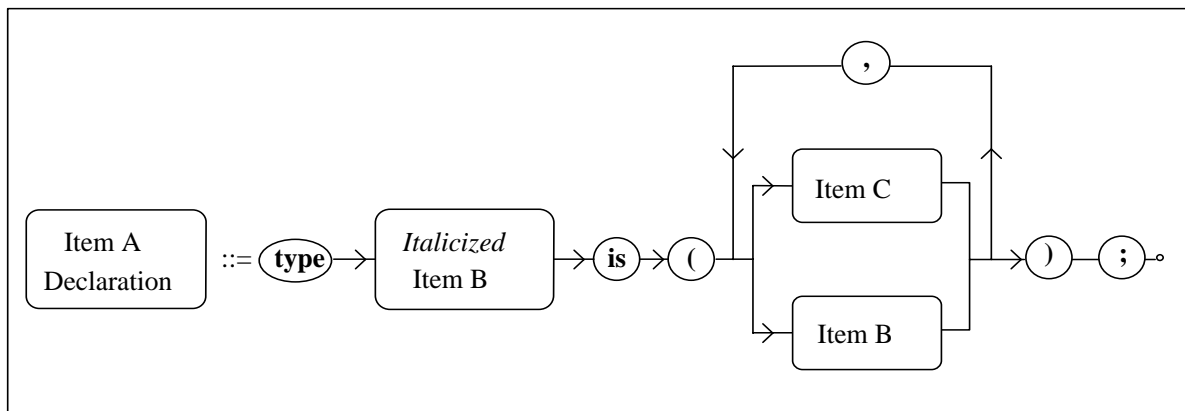 ,
Item C
Item A
Declaration
::=
type
Italicized
Item B
is
(
)
;
Item B